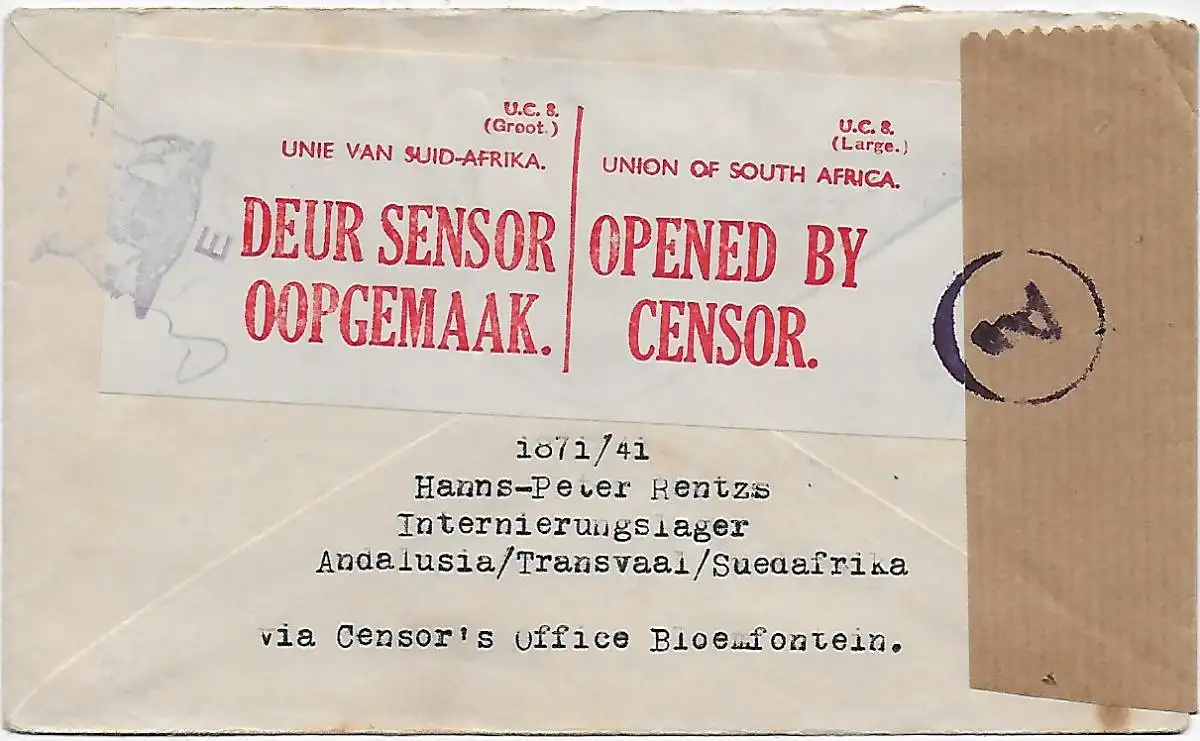 U.C. 8.
(Groot.)
UNIE VAN SUID-AFRIKA.
DEUR SENSOR
OOPGEMAAK.
U.C. 8.
(Large.)
UNION OF SOUTH AFRICA.
OPENED BY
CENSOR.
E
1871/41
Hanns-Peter Rentzs
Internierungslager
Andalusia/Transvaal/Suedafrika
via Censor's Office Bloemfontein.